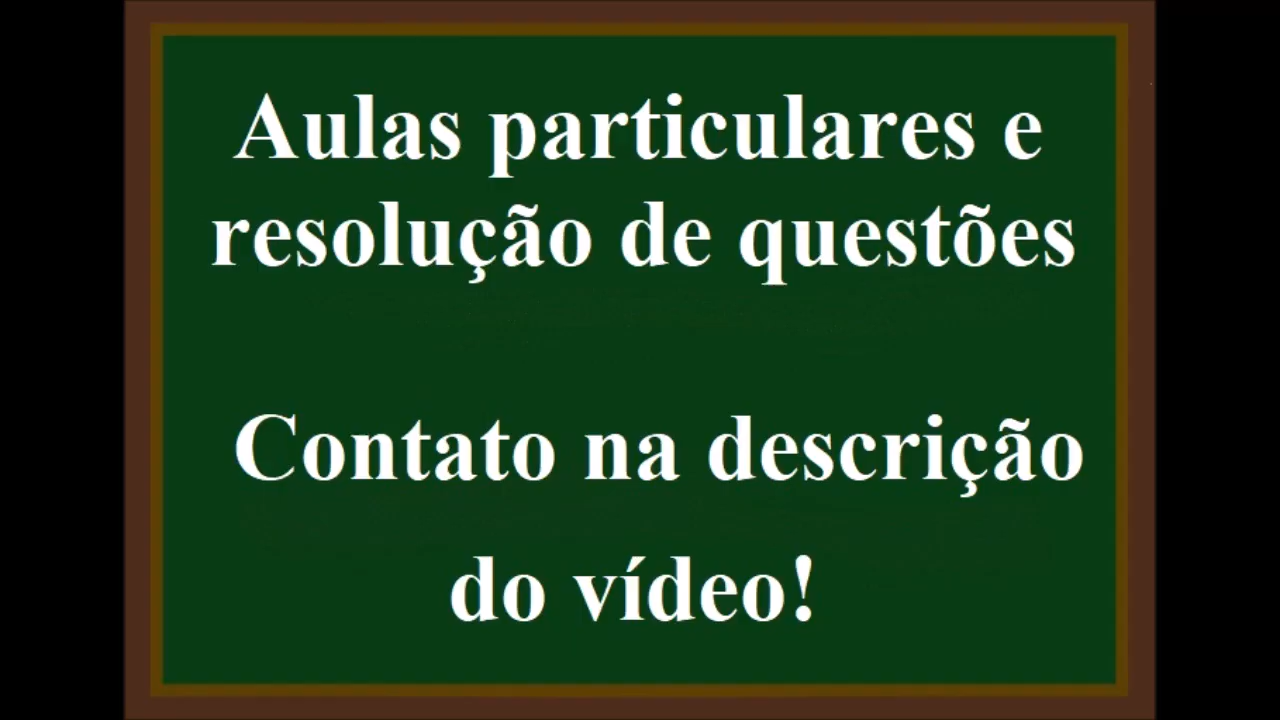 Aulas particulares e
resolução de questões
Contato na descrição
do vídeo!